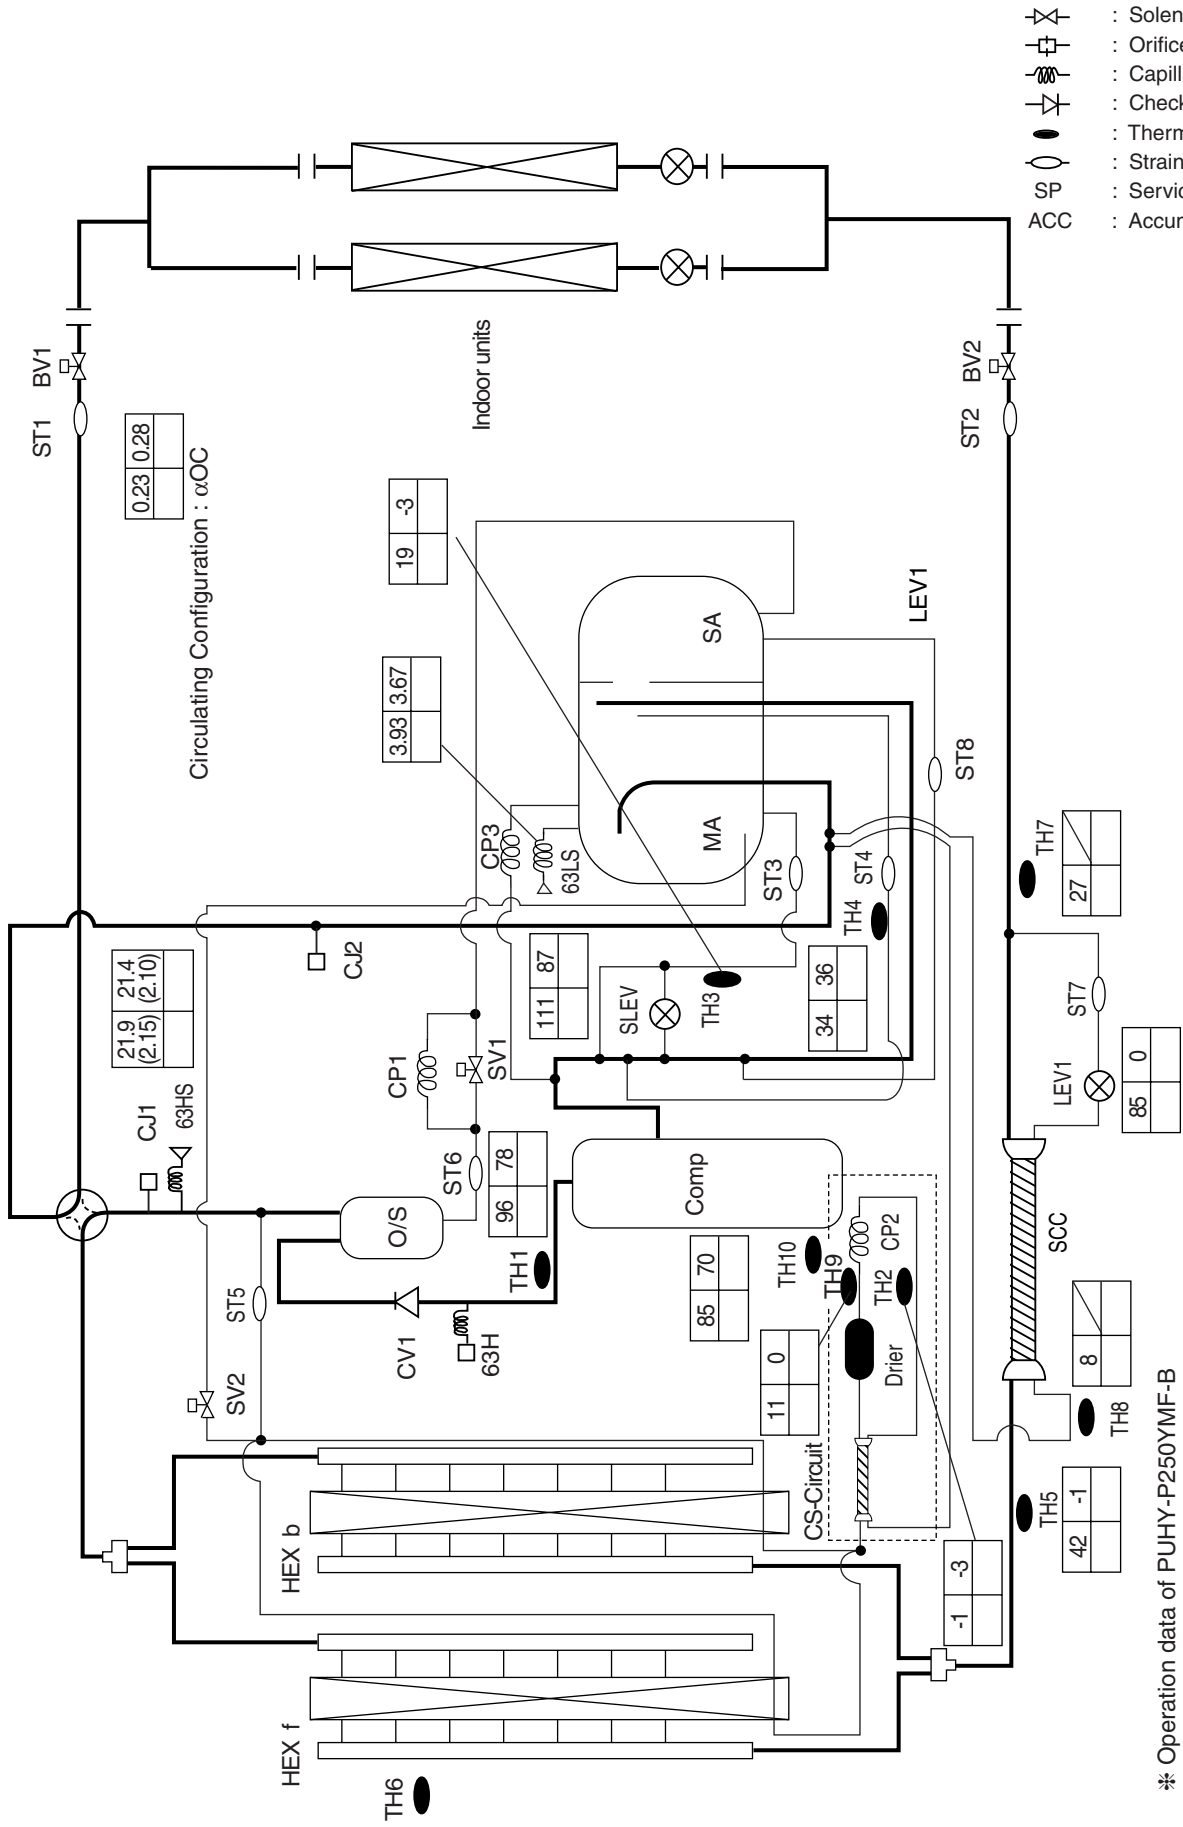 : Solen
: Orifice
: Capill
: Check
: Therm
: Strain
SP : Servic
ACC : Accur
ST1
BV1
0.23 0.28
Circulating Configuration : αOC
Indoor units
ST2
BV2
19 -3
3.93 3.67
LEV1
SA
MA
CP3
63LS
ST3
ST4
TH4
ST8
TH7
27
21.9 21.4
(2.15) (2.10)
CJ1
63HS
CJ2
CP1
SV1
ST6
111 87
SLEV
TH3
34 36
LEV1
ST7
85 0
96 78
TH1
O/S
Comp
ST5
CV1
63H
SV2
85 70
TH10
TH9
TH2
CP2
Drier
11 0
CS-Circuit
SCC
8
TH8
TH5
42 -1
-1 -3
HEX b
HEX f
TH6
※ Operation data of PUHY-P250YMF-B